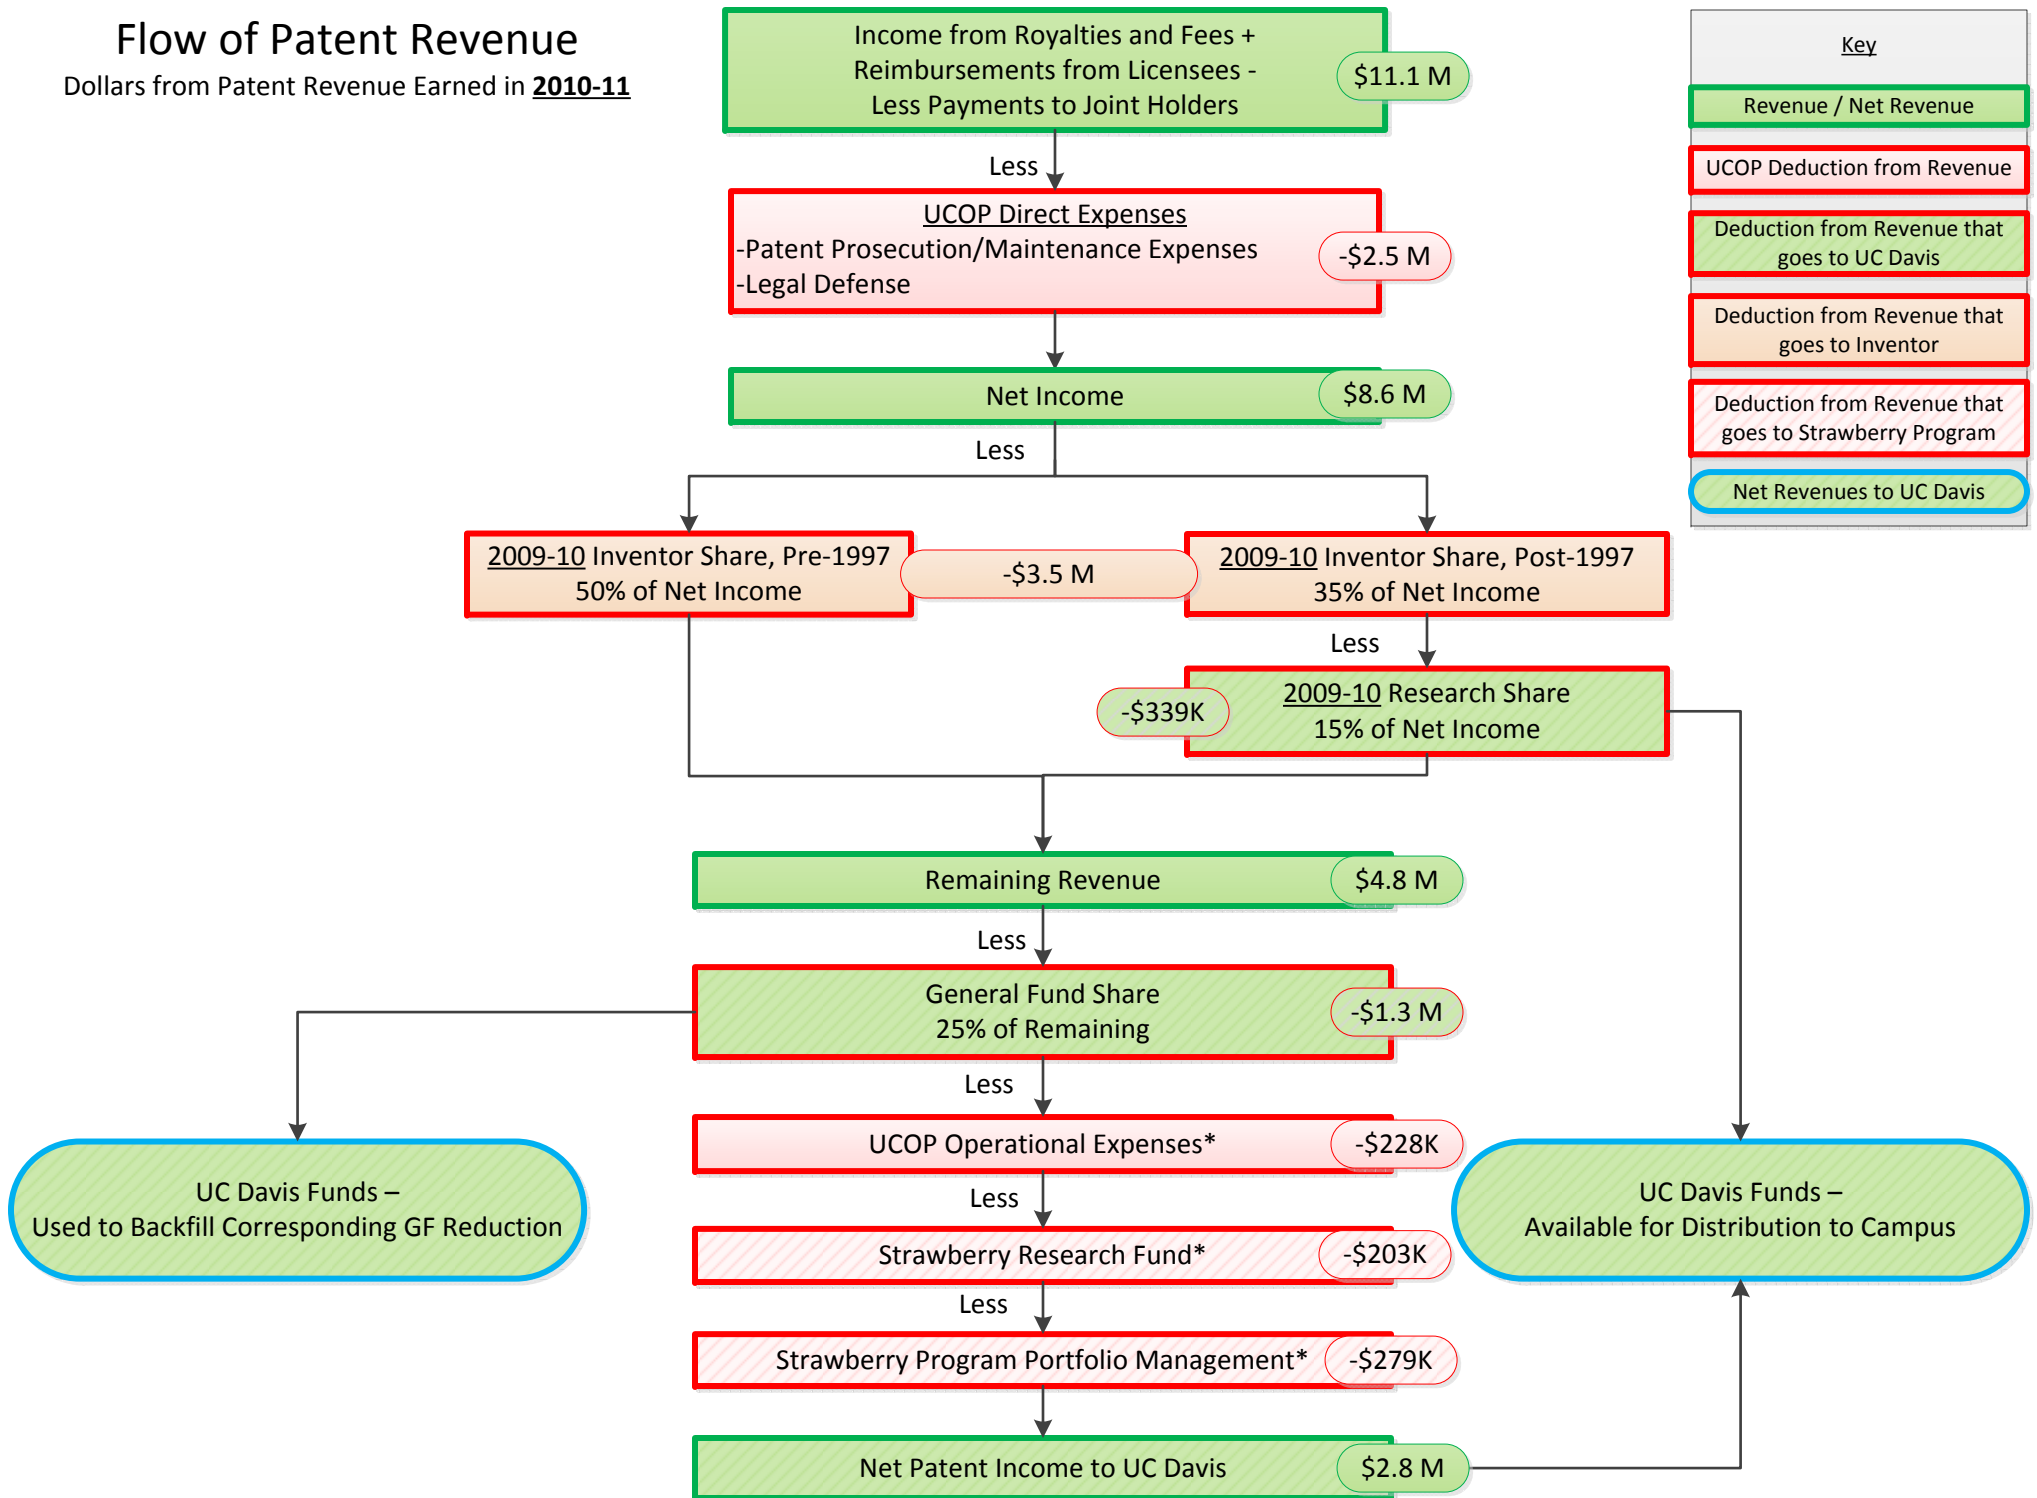 Flow of Patent Revenue
Dollars from Patent Revenue Earned in 2010-11
Income from Royalties and Fees +
Reimbursements from Licensees -
Less Payments to Joint Holders
$11.1 M
Less
UCOP Direct Expenses
-Patent Prosecution/Maintenance Expenses
-Legal Defense
-$2.5 M
Net Income
$8.6 M
Less
2009-10 Inventor Share, Pre-1997
50% of Net Income
-$3.5 M
2009-10 Inventor Share, Post-1997
35% of Net Income
Less
-$339K
2009-10 Research Share
15% of Net Income
Remaining Revenue
$4.8 M
Less
General Fund Share
25% of Remaining
-$1.3 M
Less
UCOP Operational Expenses*
-$228K
Less
Strawberry Research Fund*
-$203K
Less
Strawberry Program Portfolio Management*
-$279K
Net Patent Income to UC Davis
$2.8 M
UC Davis Funds –
Used to Backfill Corresponding GF Reduction
UC Davis Funds –
Available for Distribution to Campus
Key
Revenue / Net Revenue
UCOP Deduction from Revenue
Deduction from Revenue that
goes to UC Davis
Deduction from Revenue that
goes to Inventor
Deduction from Revenue that
goes to Strawberry Program
Net Revenues to UC Davis